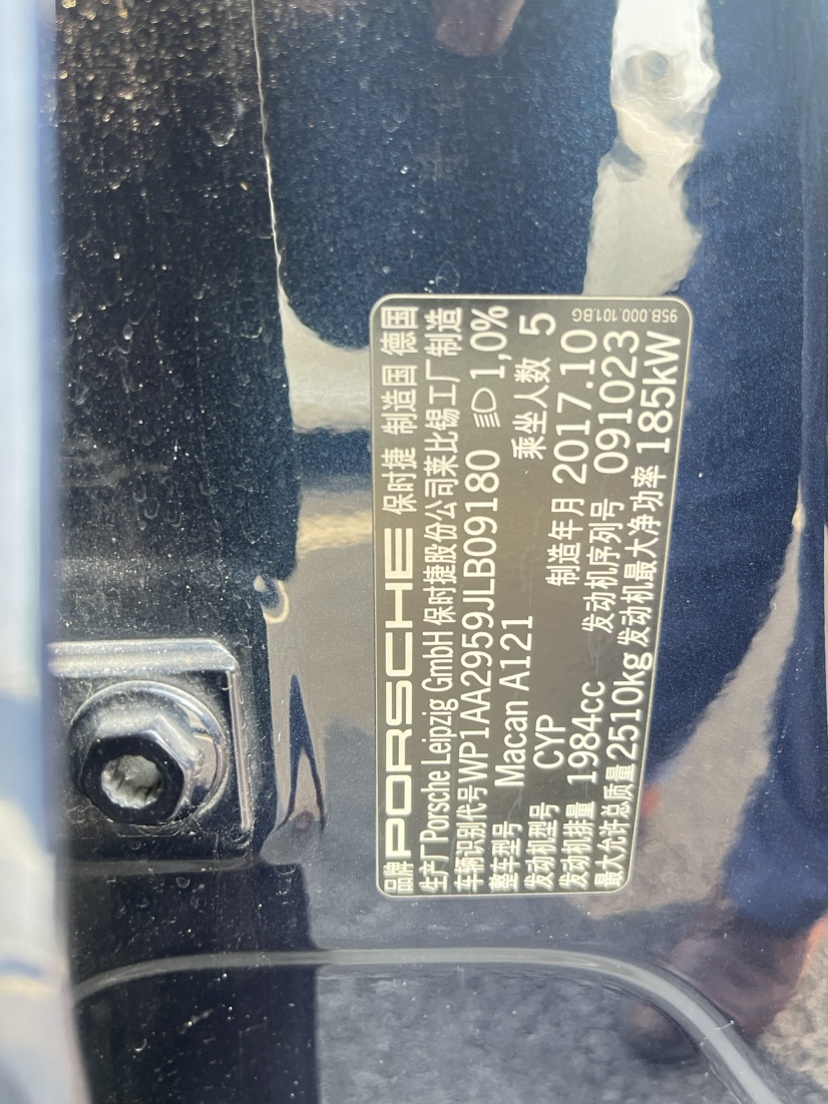 品牌 PORSCHE 保时捷 制造国 德国
生产厂 Porsche Leipzig GmbH 保时捷股份公司莱比锡工厂制造
车辆识别代号 WP1AA2959JLB09180 1,0%
整车型号 Macan A121 乘坐人数 5
发动机型号 CYP 制造年月 2017.10
发动机排量 1984cc 发动机序列号 091023
最大允许总质量 2510kg 发动机最大净功率 185kW
95B.000.101.BG